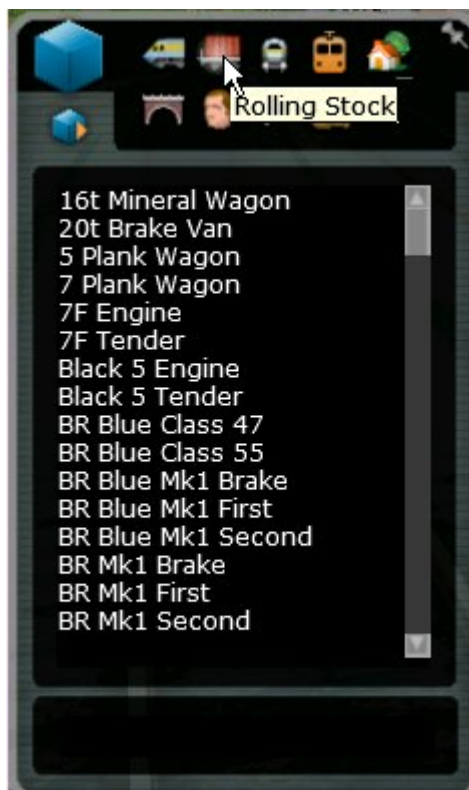 Rolling Stock
16t Mineral Wagon
20t Brake Van
5 Plank Wagon
7 Plank Wagon
7F Engine
7F Tender
Black 5 Engine
Black 5 Tender
BR Blue Class 47
BR Blue Class 55
BR Blue Mk1 Brake
BR Blue Mk1 First
BR Blue Mk1 Second
BR Mk1 Brake
BR Mk1 First
BR Mk1 Second